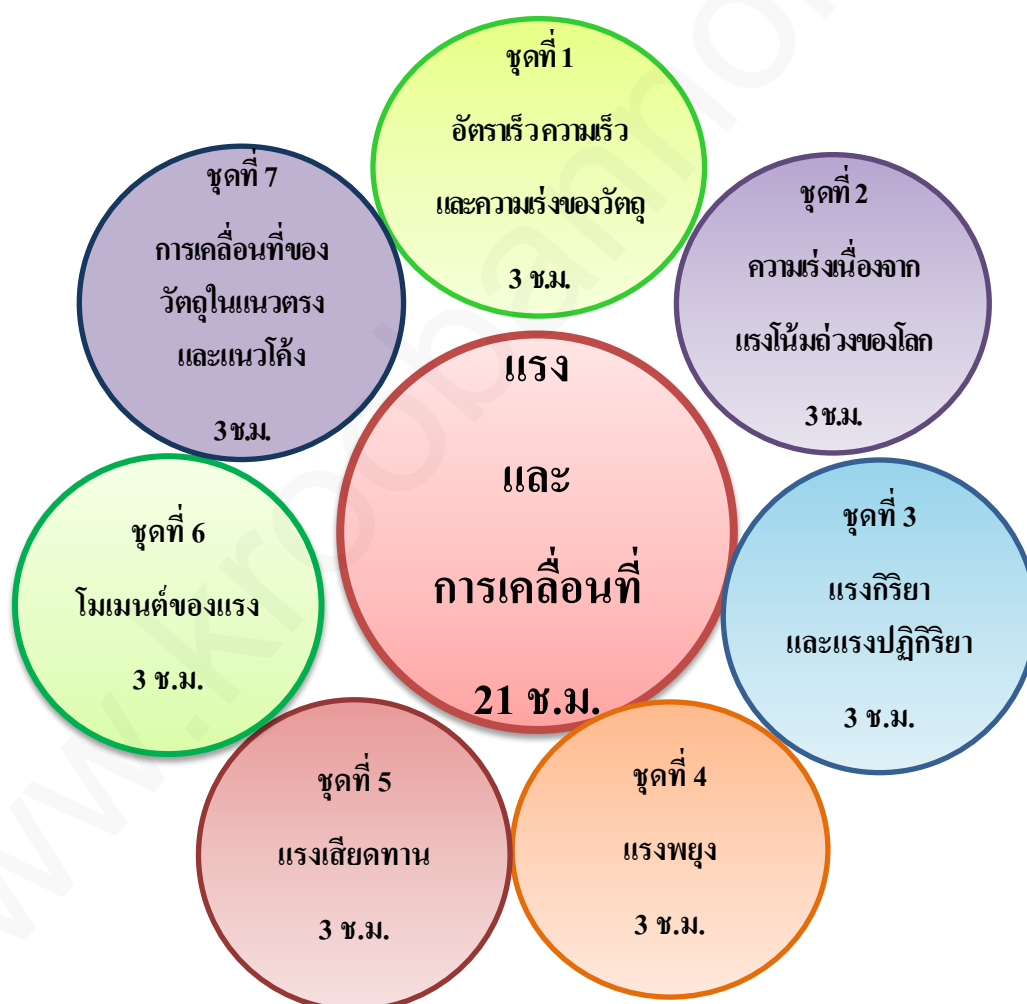 ชุดที่ 1
อัตราเร็ว ความเร็ว
และความเร่งของวัตถุ
3 ช.ม.
ชุดที่ 2
ความเร่งเนื่องจาก
แรงโน้มถ่วงของโลก
3 ช.ม.
ชุดที่ 3
แรงกิริยา
และแรงปฏิกิริยา
3 ช.ม.
ชุดที่ 4
แรงพยุง
3 ช.ม.
ชุดที่ 5
แรงเสียดทาน
3 ช.ม.
ชุดที่ 6
โมเมนต์ของแรง
3 ช.ม.
ชุดที่ 7
การเคลื่อนที่ของ
วัตถุในแนวตรง
และแนวโค้ง
3 ช.ม.
แรง
และ
การเคลื่อนที่
21 ช.ม.